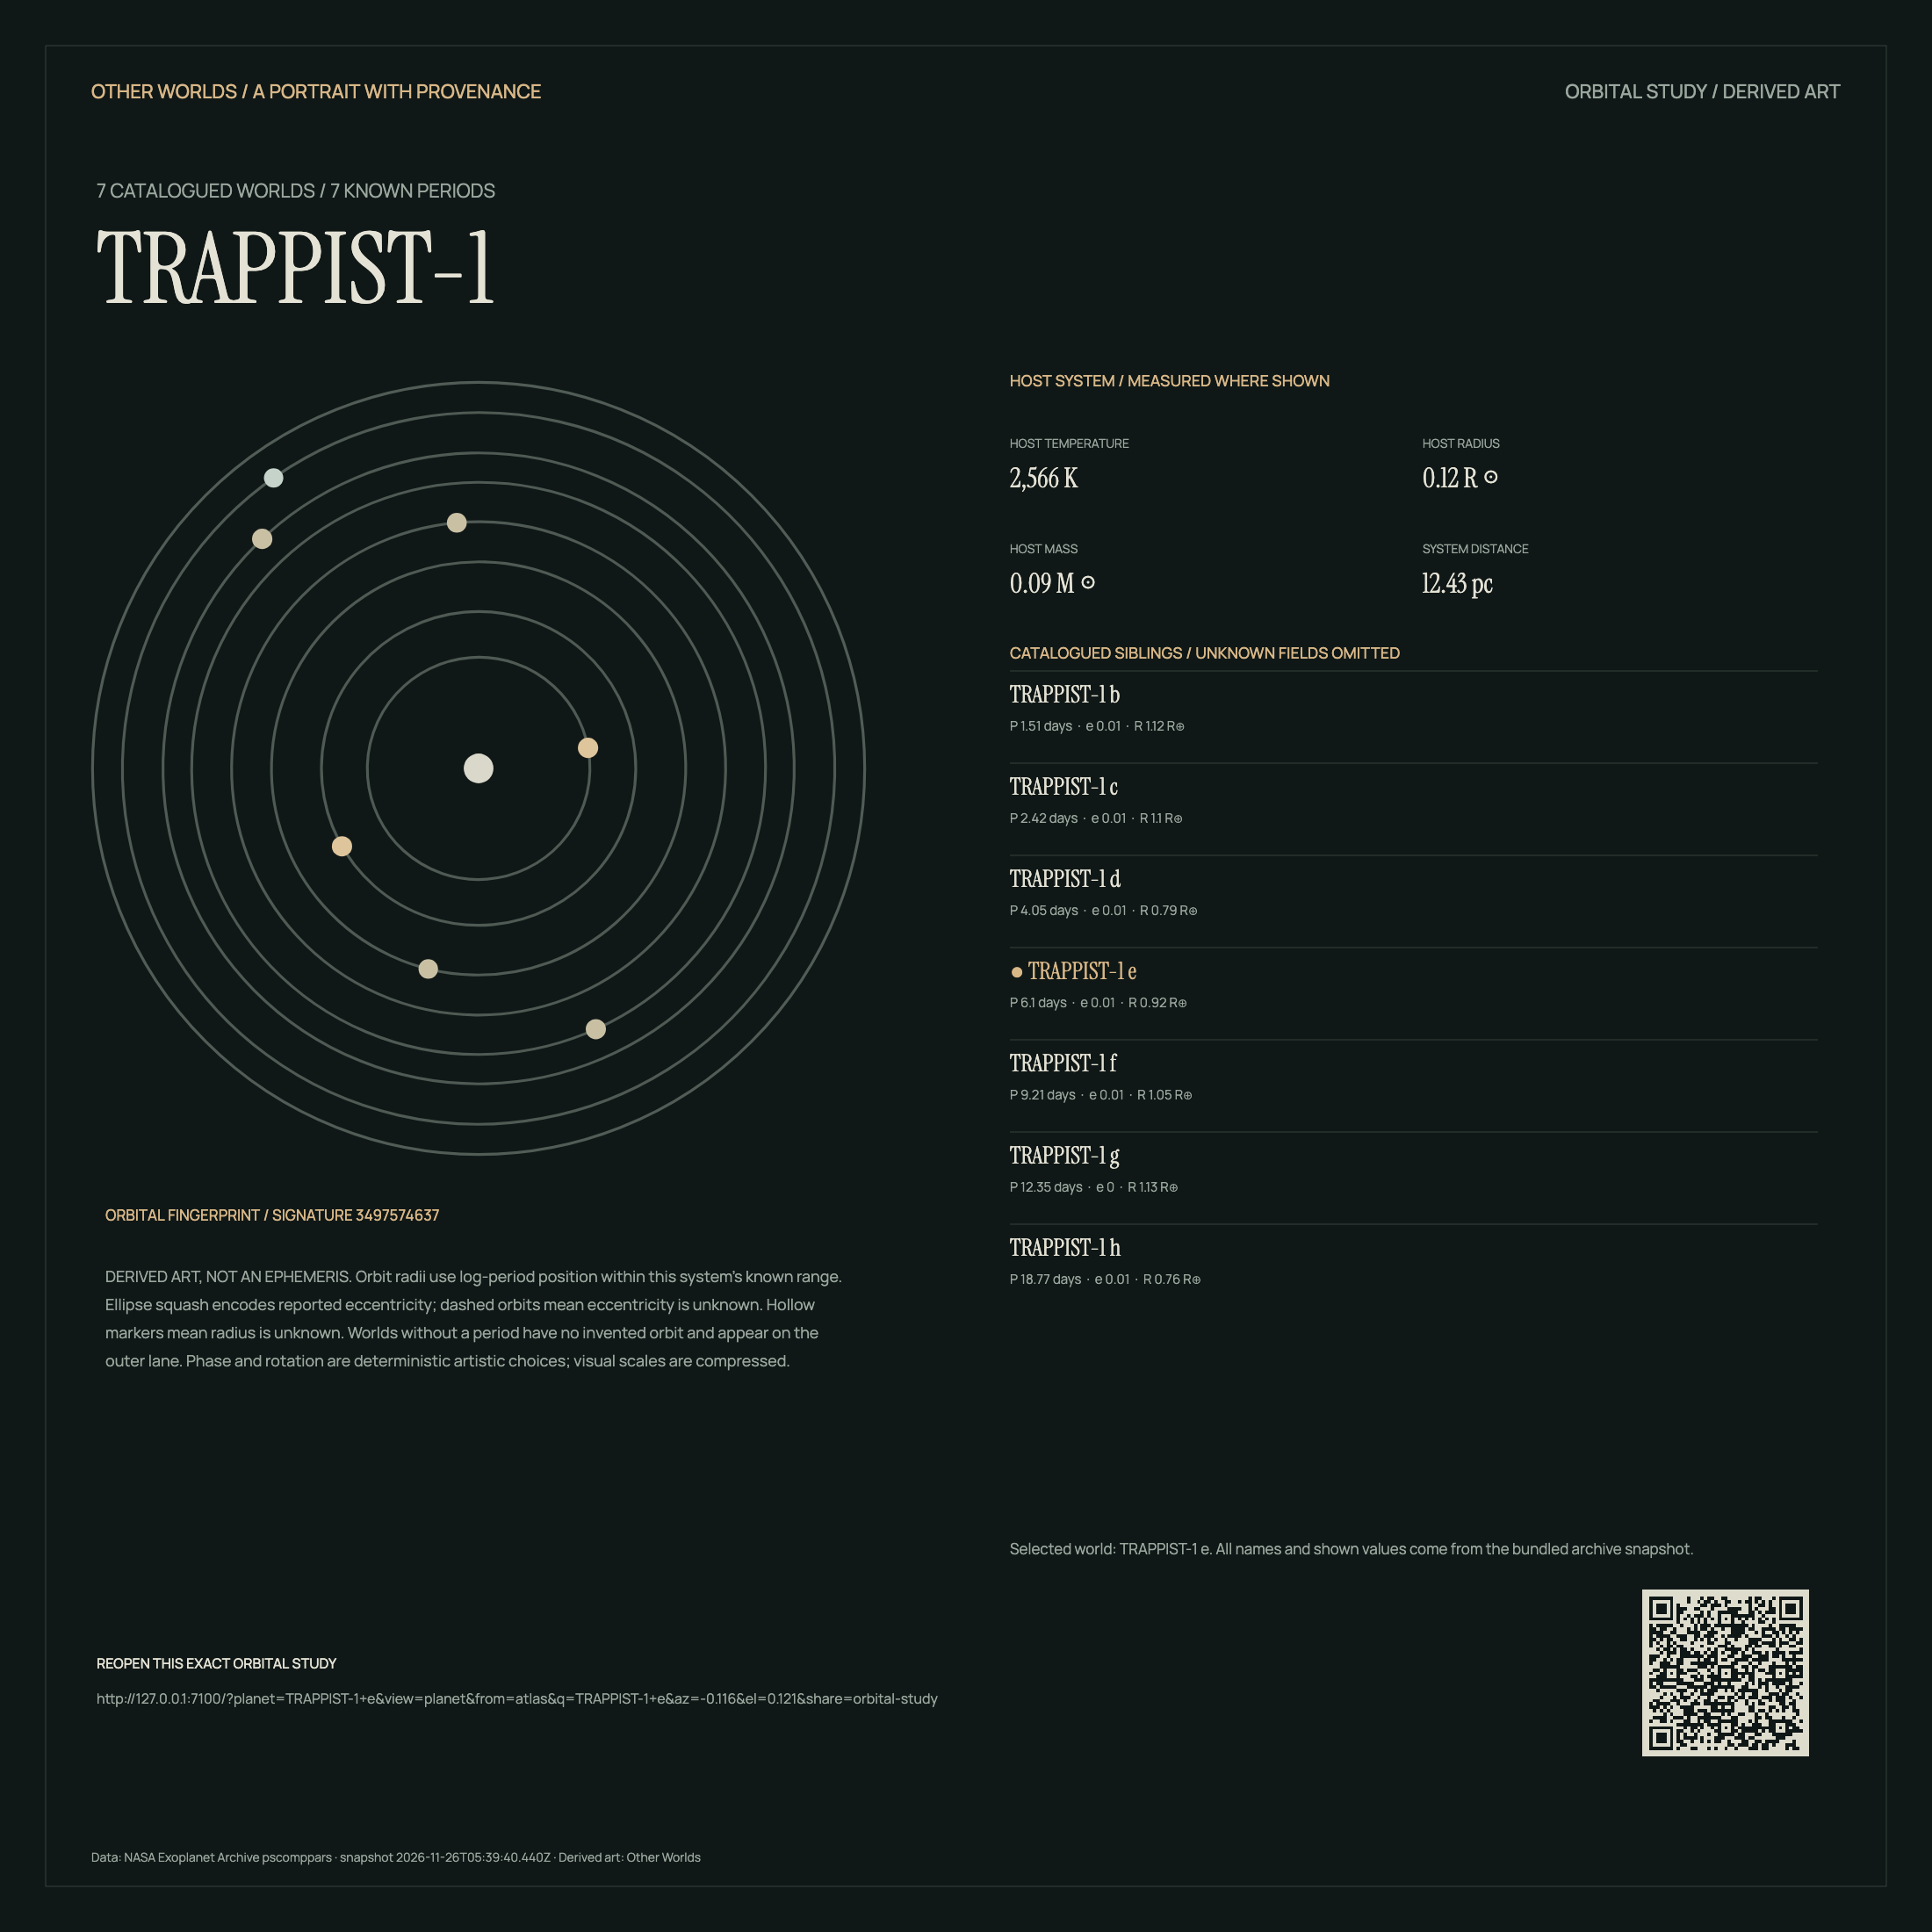 OTHER WORLDS / A PORTRAIT WITH PROVENANCE
ORBITAL STUDY / DERIVED ART
7 CATALOGUED WORLDS / 7 KNOWN PERIODS
TRAPPIST-1
HOST SYSTEM / MEASURED WHERE SHOWN
HOST TEMPERATURE
2,566 K
HOST RADIUS
0.12 R ⊙
HOST MASS
0.09 M ⊙
SYSTEM DISTANCE
12.43 pc
CATALOGUED SIBLINGS / UNKNOWN FIELDS OMITTED
TRAPPIST-1 b
P 1.51 days · e 0.01 · R 1.12 R⊕
TRAPPIST-1 c
P 2.42 days · e 0.01 · R 1.1 R⊕
TRAPPIST-1 d
P 4.05 days · e 0.01 · R 0.79 R⊕
● TRAPPIST-1 e
P 6.1 days · e 0.01 · R 0.92 R⊕
TRAPPIST-1 f
P 9.21 days · e 0.01 · R 1.05 R⊕
TRAPPIST-1 g
P 12.35 days · e 0 · R 1.13 R⊕
TRAPPIST-1 h
P 18.77 days · e 0.01 · R 0.76 R⊕
ORBITAL FINGERPRINT / SIGNATURE 3497574637
DERIVED ART, NOT AN EPHEMERIS. Orbit radii use log-period position within this system's known range.
Ellipse squash encodes reported eccentricity; dashed orbits mean eccentricity is unknown. Hollow
markers mean radius is unknown. Worlds without a period have no invented orbit and appear on the
outer lane. Phase and rotation are deterministic artistic choices; visual scales are compressed.
Selected world: TRAPPIST-1 e. All names and shown values come from the bundled archive snapshot.
REOPEN THIS EXACT ORBITAL STUDY
http://127.0.0.1:7100/?planet=TRAPPIST-1+e&view=planet&from=atlas&q=TRAPPIST-1+e&az=-0.116&el=0.121&share=orbital-study
Data: NASA Exoplanet Archive pscomppars · snapshot 2026-11-26T05:39:40.440Z · Derived art: Other Worlds